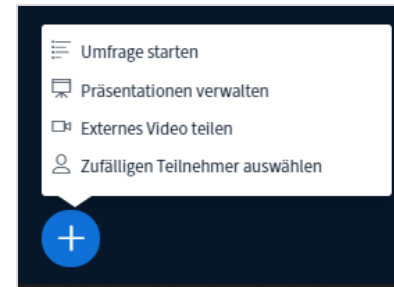 Umfrage starten
Präsentationen verwalten
Externes Video teilen
Zufälligen Teilnehmer auswählen